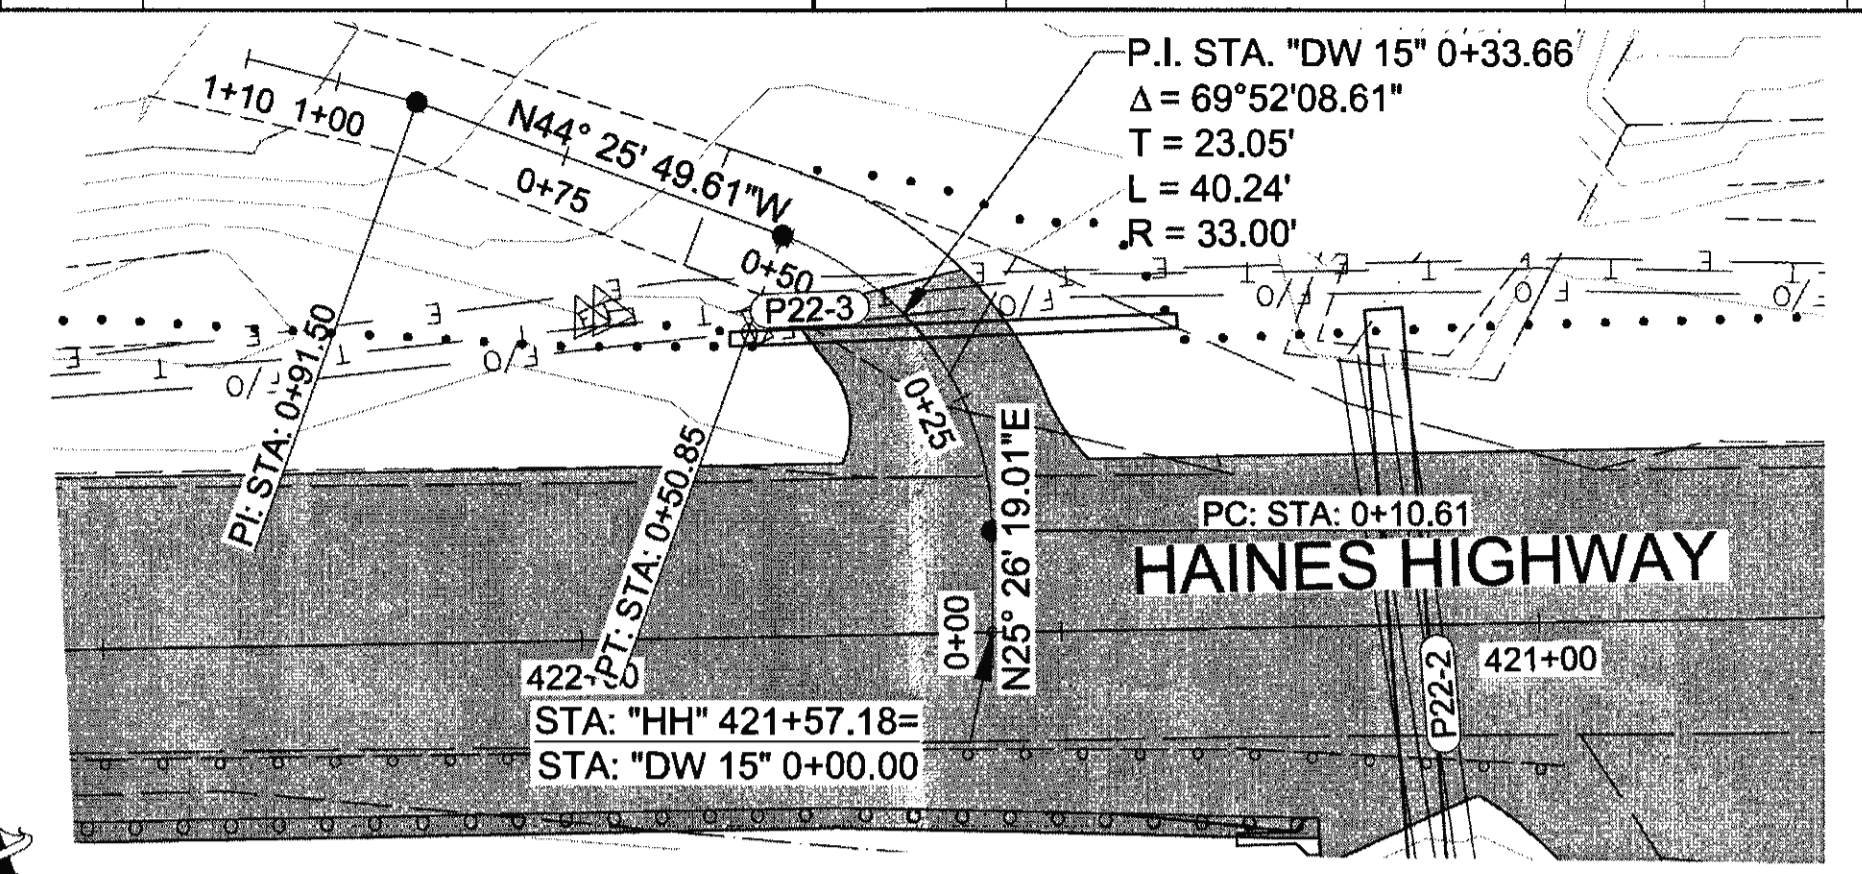 P.I. STA. "DW 15" 0+33.66
Δ = 69°52'08.61"
T = 23.05'
L = 40.24'
R = 33.00'
1+10
1+00
N44° 25' 49.61"W
0+75
0+50
P22-3
0+25
PI: STA: 0+91.50
PT: STA: 0+50.85
N25° 26' 19.01"E
PC: STA: 0+10.61
HAINES HIGHWAY
0+00
P22-2
421+00
STA: "HH" 421+57.18=
STA: "DW 15" 0+00.00